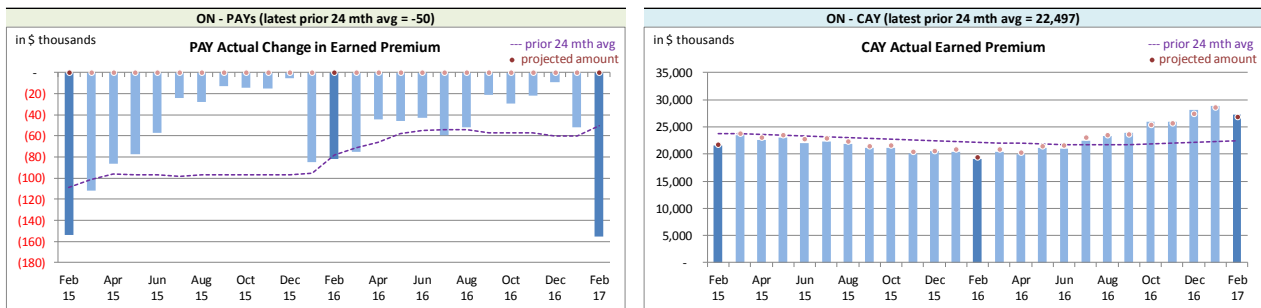 ON - PAYs (latest prior 24 mth avg = -50)
in $ thousands
PAY Actual Change in Earned Premium
--- prior 24 mth avg
projected amount
-
(20)
(40)
(60)
(80)
(100)
(120)
(140)
(160)
(180)
Feb Apr Jun Aug Oct Dec Feb Apr Jun Aug Oct Dec Feb
15 15 15 15 15 15 16 16 16 16 16 16 17
ON - CAY (latest prior 24 mth avg = 22,497)
in $ thousands
CAY Actual Earned Premium
--- prior 24 mth avg
projected amount
35,000
30,000
25,000
20,000
15,000
10,000
5,000
-
Feb Apr Jun Aug Oct Dec Feb Apr Jun Aug Oct Dec Feb
15 15 15 15 15 15 16 16 16 16 16 16 17